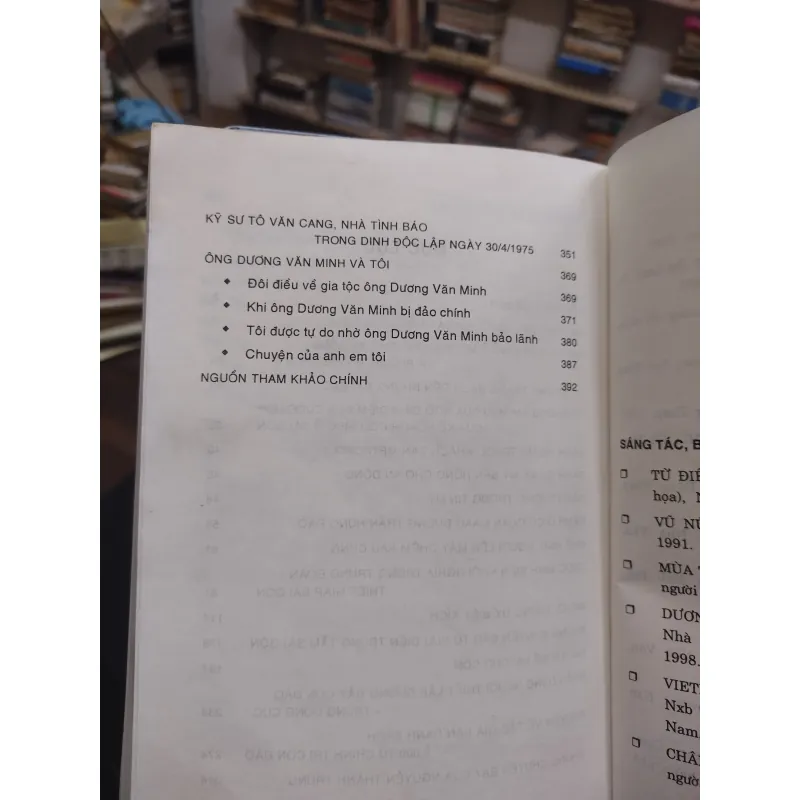 KỸ SƯ TÔ VĂN CANG, NHÀ TÌNH BÁO
TRONG DINH ĐỘC LẬP NGÀY 30/4/1975 351
ÔNG DƯƠNG VĂN MINH VÀ TÔI 369
◆ Đôi điều về gia tộc ông Dương Văn Minh 369
◆ Khi ông Dương Văn Minh bị đảo chính 371
◆ Tôi được tự do nhờ ông Dương Văn Minh bảo lãnh 380
◆ Chuyện của anh em tôi 387
NGUỒN THAM KHẢO CHÍNH 392
SÁNG TÁC, B
❒ TỪ ĐIỂ
họa), N
❒ VŨ NỮ
1991.
❒ MÙA
người
❒ DƯƠN
Nhà
1998.
❒ VIET
Nxb
Nam,
❒ CHÂ
ngườ